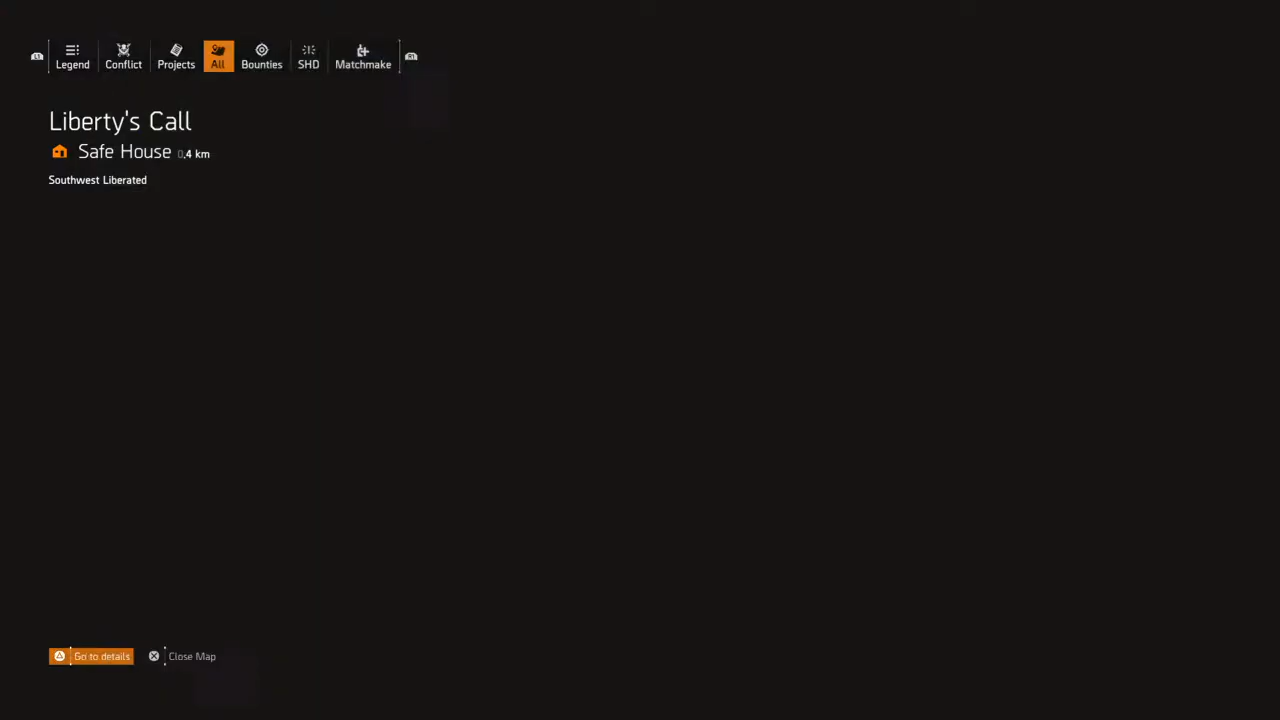 Legend Conflict Projects All Bounties SHD Matchmake
Liberty's Call
Safe House 0.4 km
Southwest Liberated
Go to details Close Map